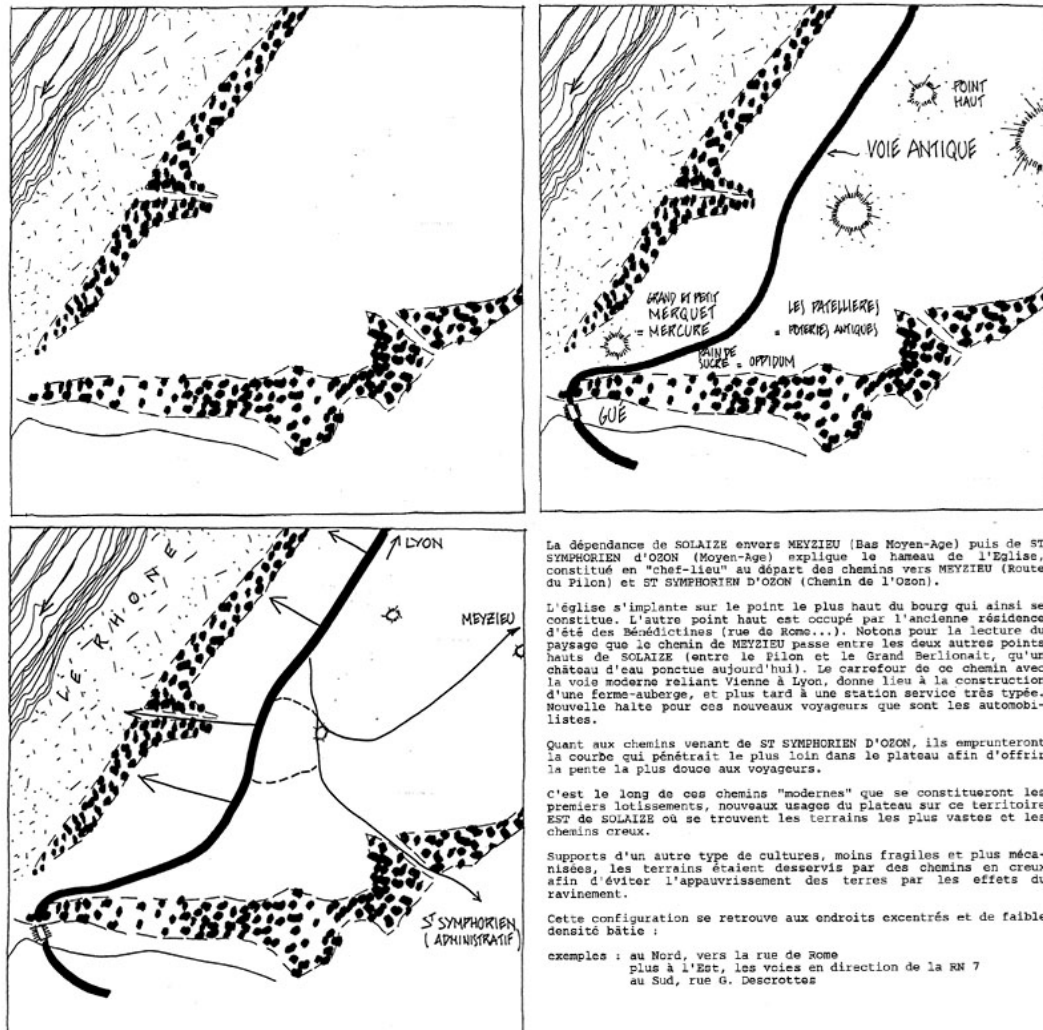 POINT
HAUT
VOIE ANTIQUE
GRAND ET PETIT
MERQUET
= MERCURE
LES PATELLIERES
= POTERIES ANTIQUES
PAIN DE
SUCRE = OPPIDUM
GUÉ
LE RHONE
LYON
MEYZIEU
St SYMPHORIEN
(ADMINISTRATIF)
La dépendance de SOLAIZE envers MEYZIEU (Bas Moyen-Age) puis de ST
SYMPHORIEN d'OZON (Moyen-Age) explique le hameau de l'Eglise,
constitué en "chef-lieu" au départ des chemins vers MEYZIEU (Route
du Pilon) et ST SYMPHORIEN D'OZON (Chemin de l'Ozon).
L'église s'implante sur le point le plus haut du bourg qui ainsi se
constitue. L'autre point haut est occupé par l'ancienne résidence
d'été des Bénédictines (rue de Rome...). Notons pour la lecture du
paysage que le chemin de MEYZIEU passe entre les deux autres points
hauts de SOLAIZE (entre le Pilon et le Grand Berlionait, qu'un
château d'eau ponctue aujourd'hui). Le carrefour de ce chemin avec
la voie moderne reliant Vienne à Lyon, donne lieu à la construction
d'une ferme-auberge, et plus tard à une station service très typée.
Nouvelle halte pour ces nouveaux voyageurs que sont les automobi-
listes.
Quant aux chemins venant de ST SYMPHORIEN D'OZON, ils emprunteront
la courbe qui pénétrait le plus loin dans le plateau afin d'offrir
la pente la plus douce aux voyageurs.
C'est le long de ces chemins "modernes" que se constitueront les
premiers lotissements, nouveaux usages du plateau sur ce territoire
EST de SOLAIZE où se trouvent les terrains les plus vastes et les
chemins creux.
Supports d'un autre type de cultures, moins fragiles et plus méca-
nisées, les terrains étaient desservis par des chemins en creux
afin d'éviter l'appauvrissement des terres par les effets du
ravinement.
Cette configuration se retrouve aux endroits excentrés et de faible
densité bâtie :
exemples : au Nord, vers la rue de Rome
plus à l'Est, les voies en direction de la RN 7
au Sud, rue G. Descrottes